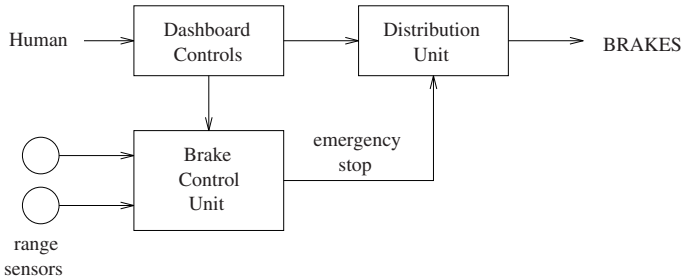 Human
Dashboard
Controls
Distribution
Unit
BRAKES
Brake
Control
Unit
emergency
stop
range
sensors